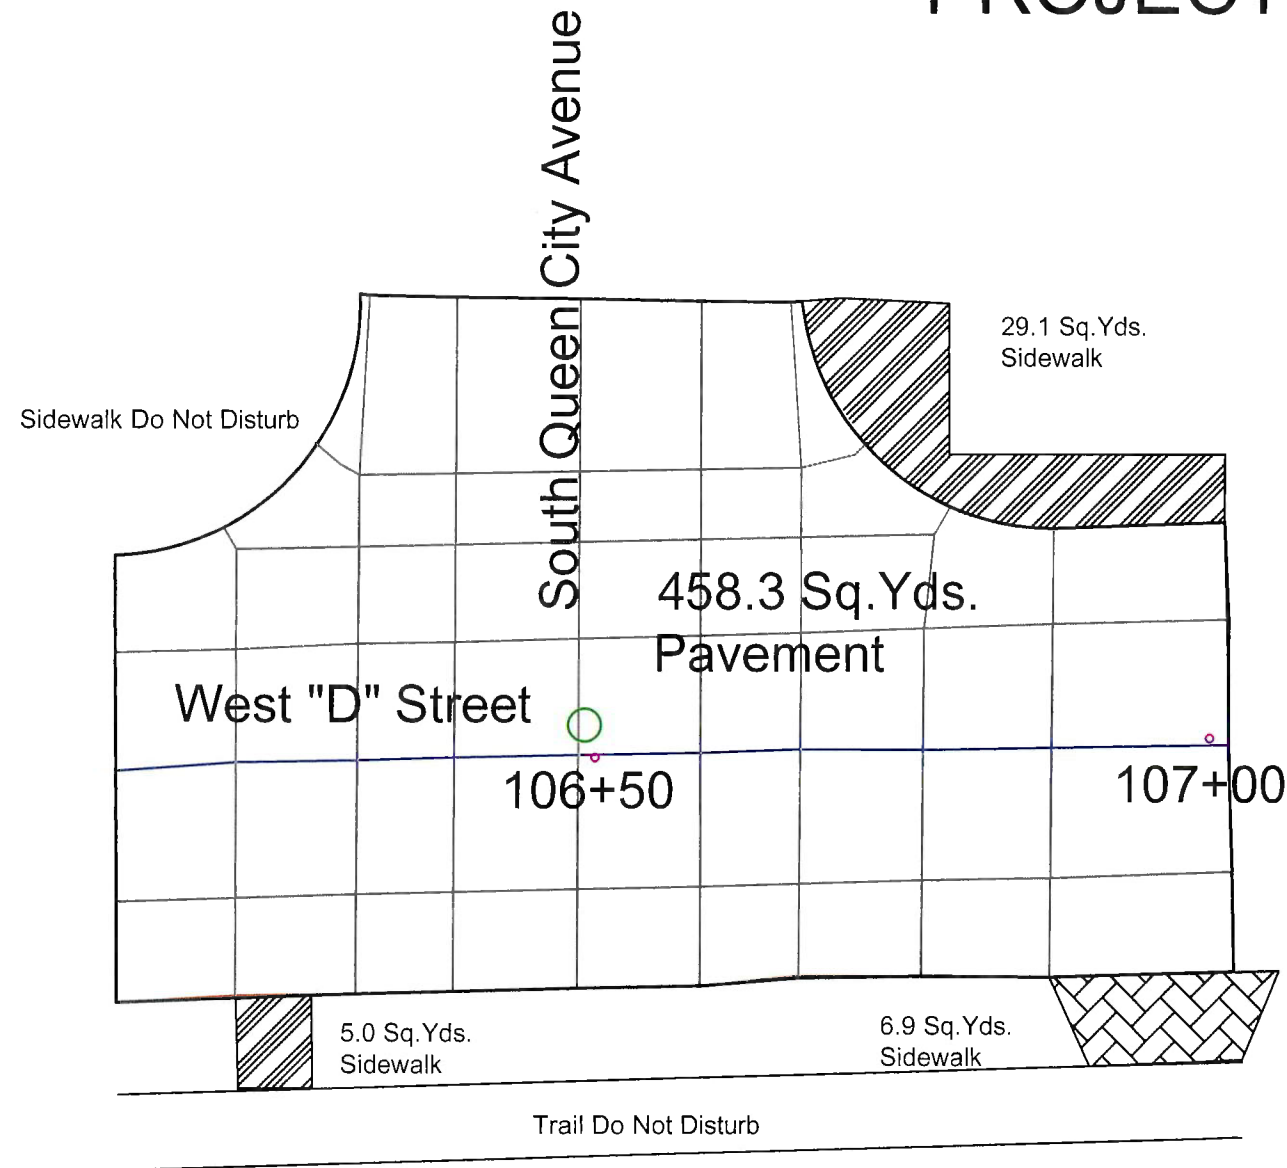 PROJECT
South Queen City Avenue
29.1 Sq.Yds.
Sidewalk
Sidewalk Do Not Disturb
458.3 Sq.Yds.
Pavement
West "D" Street
106+50
107+00
5.0 Sq.Yds.
Sidewalk
6.9 Sq.Yds.
Sidewalk
Trail Do Not Disturb